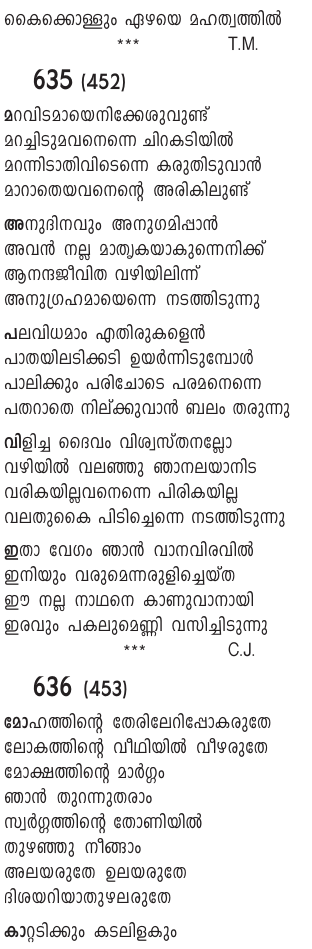 കൈക്കൊള്ളും ഏഴയെ മഹത്വത്തിൽ
*** T.M.
635 (452)
മറവിടമായെനിക്കേശുവുണ്ട്
മറച്ചിടുമവനെന്നെ ചിറകടിയിൽ
മറന്നിടാതിവിടെന്നെ കരുതിടുവാൻ
മാറാതെയവനെന്റെ അരികിലുണ്ട്
അനുദിനവും അനുഗമിപ്പാൻ
അവൻ നല്ല മാതൃകയാകുന്നെനിക്ക്
ആനന്ദജീവിത വഴിയിലിന്ന്
അനുഗ്രഹമായെന്നെ നടത്തിടുന്നു
പലവിധമാം എതിരുകളെൻ
പാതയിലടിക്കടി ഉയർന്നിടുമ്പോൾ
പാലിക്കും പരിചോടെ പരമനെന്നെ
പതറാതെ നില്ക്കുവാൻ ബലം തരുന്നു
വിളിച്ച ദൈവം വിശ്വസ്തനല്ലോ
വഴിയിൽ വലഞ്ഞു ഞാനലയാനിട
വരികയില്ലവനെന്നെ പിരികയില്ല
വലതുകൈ പിടിച്ചെന്നെ നടത്തിടുന്നു
ഇതാ വേഗം ഞാൻ വാനവിരവിൽ
ഇനിയും വരുമെന്നരുളിച്ചെയ്ത
ഈ നല്ല നാഥനെ കാണുവാനായി
ഇരവും പകലുമെണ്ണി വസിച്ചിടുന്നു
*** C.J.
636 (453)
മോഹത്തിന്റെ തേരിലേറിപ്പോകരുതേ
ലോകത്തിന്റെ വീഥിയിൽ വീഴരുതേ
മോക്ഷത്തിന്റെ മാർഗ്ഗം
ഞാൻ തുറന്നുതരാം
സ്വർഗ്ഗത്തിന്റെ തോണിയിൽ
തുഴഞ്ഞു നീങ്ങാം
അലയരുതേ ഉലയരുതേ
ദിശയറിയാതുഴലരുതേ
കാറ്റടിക്കും കടലിളകും